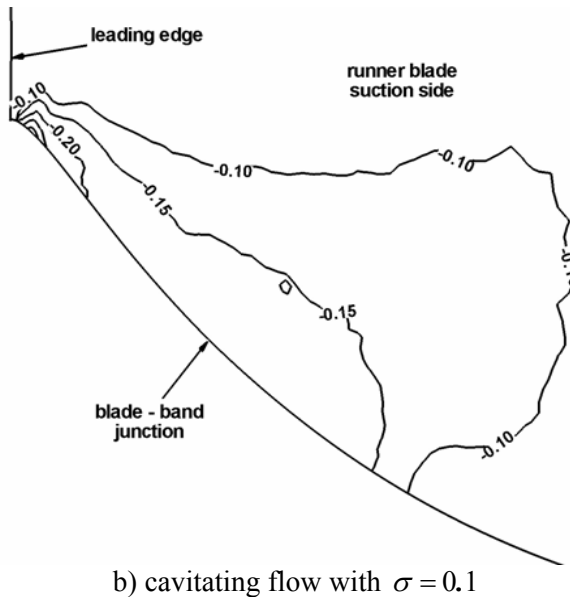 leading edge
runner blade
suction side
-0.10
-0.20
-0.10
-0.10
-0.15
-0.15
-0.10
blade - band
junction
b) cavitating flow with σ = 0.1